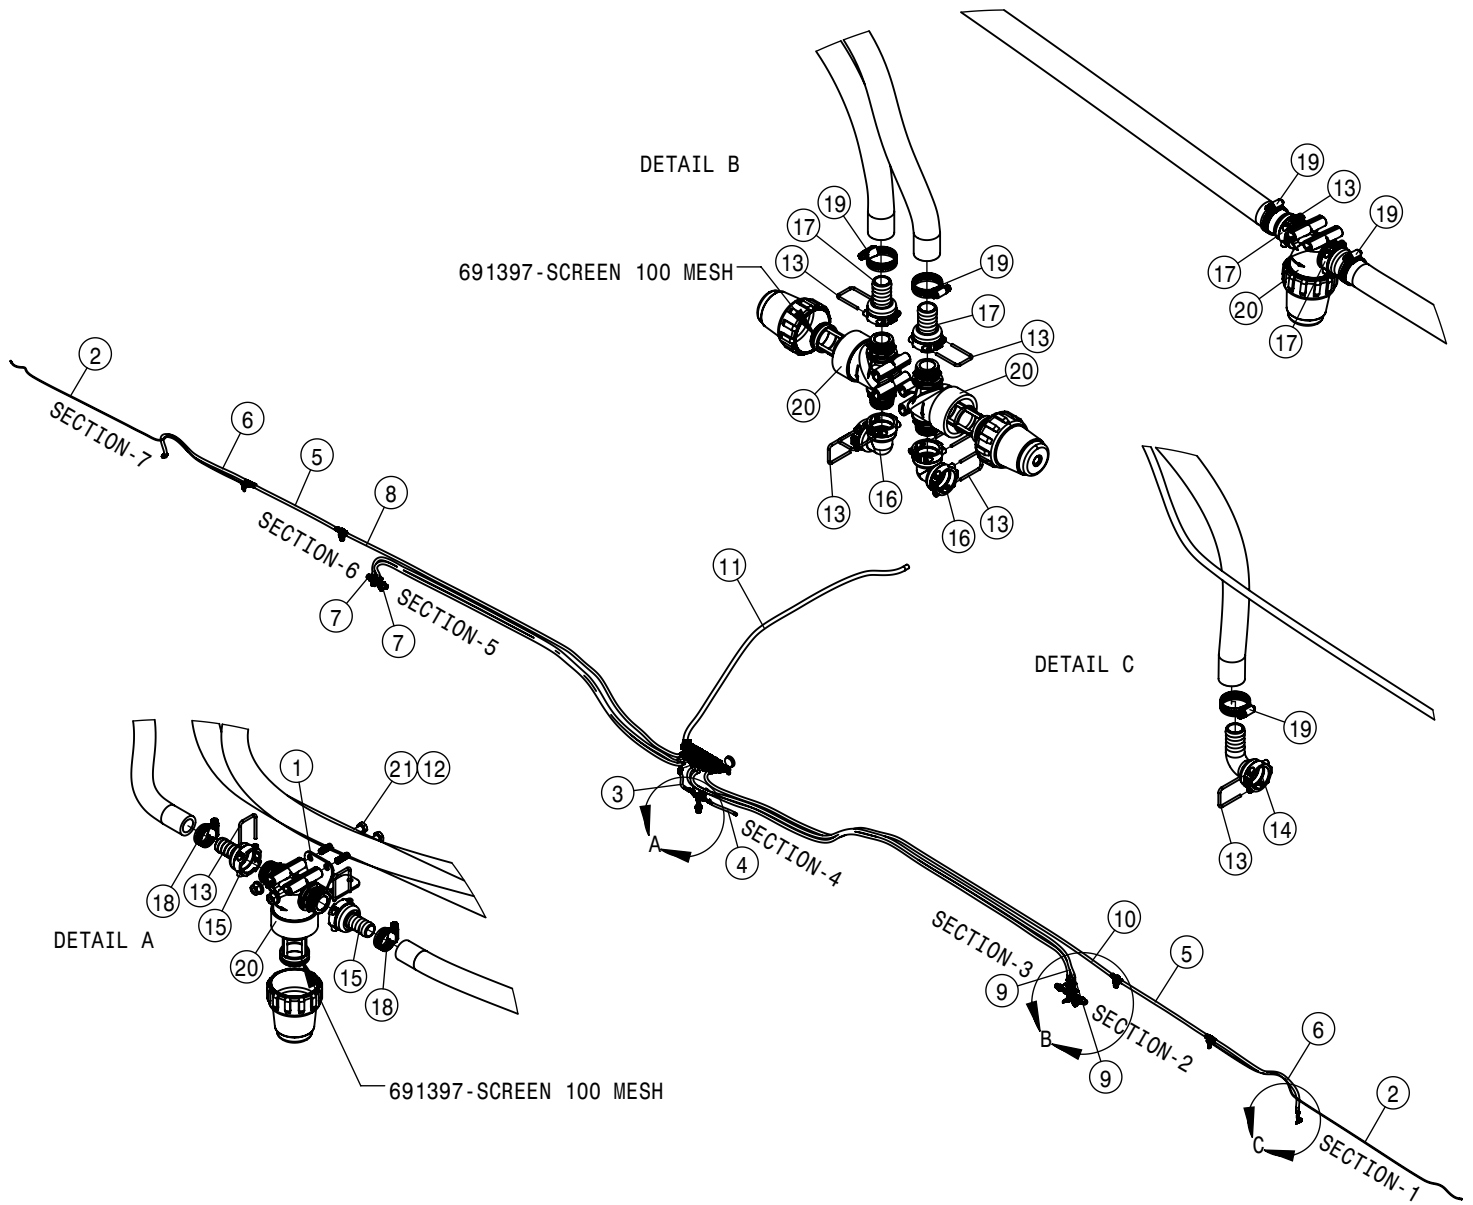 DETAIL B
19
17
13
691397-SCREEN 100 MESH
19
17
13
20
20
13
16
16
13
19
13
19
17
20
17
2
SECTION-7
6
5
8
SECTION-6
7
7
SECTION-5
11
DETAIL C
19
14
13
1
21 12
3
A
4
SECTION-4
18
13
15
DETAIL A
20
15
18
691397-SCREEN 100 MESH
SECTION-3
10
5
9
B
SECTION-2
9
6
C
2
SECTION-1